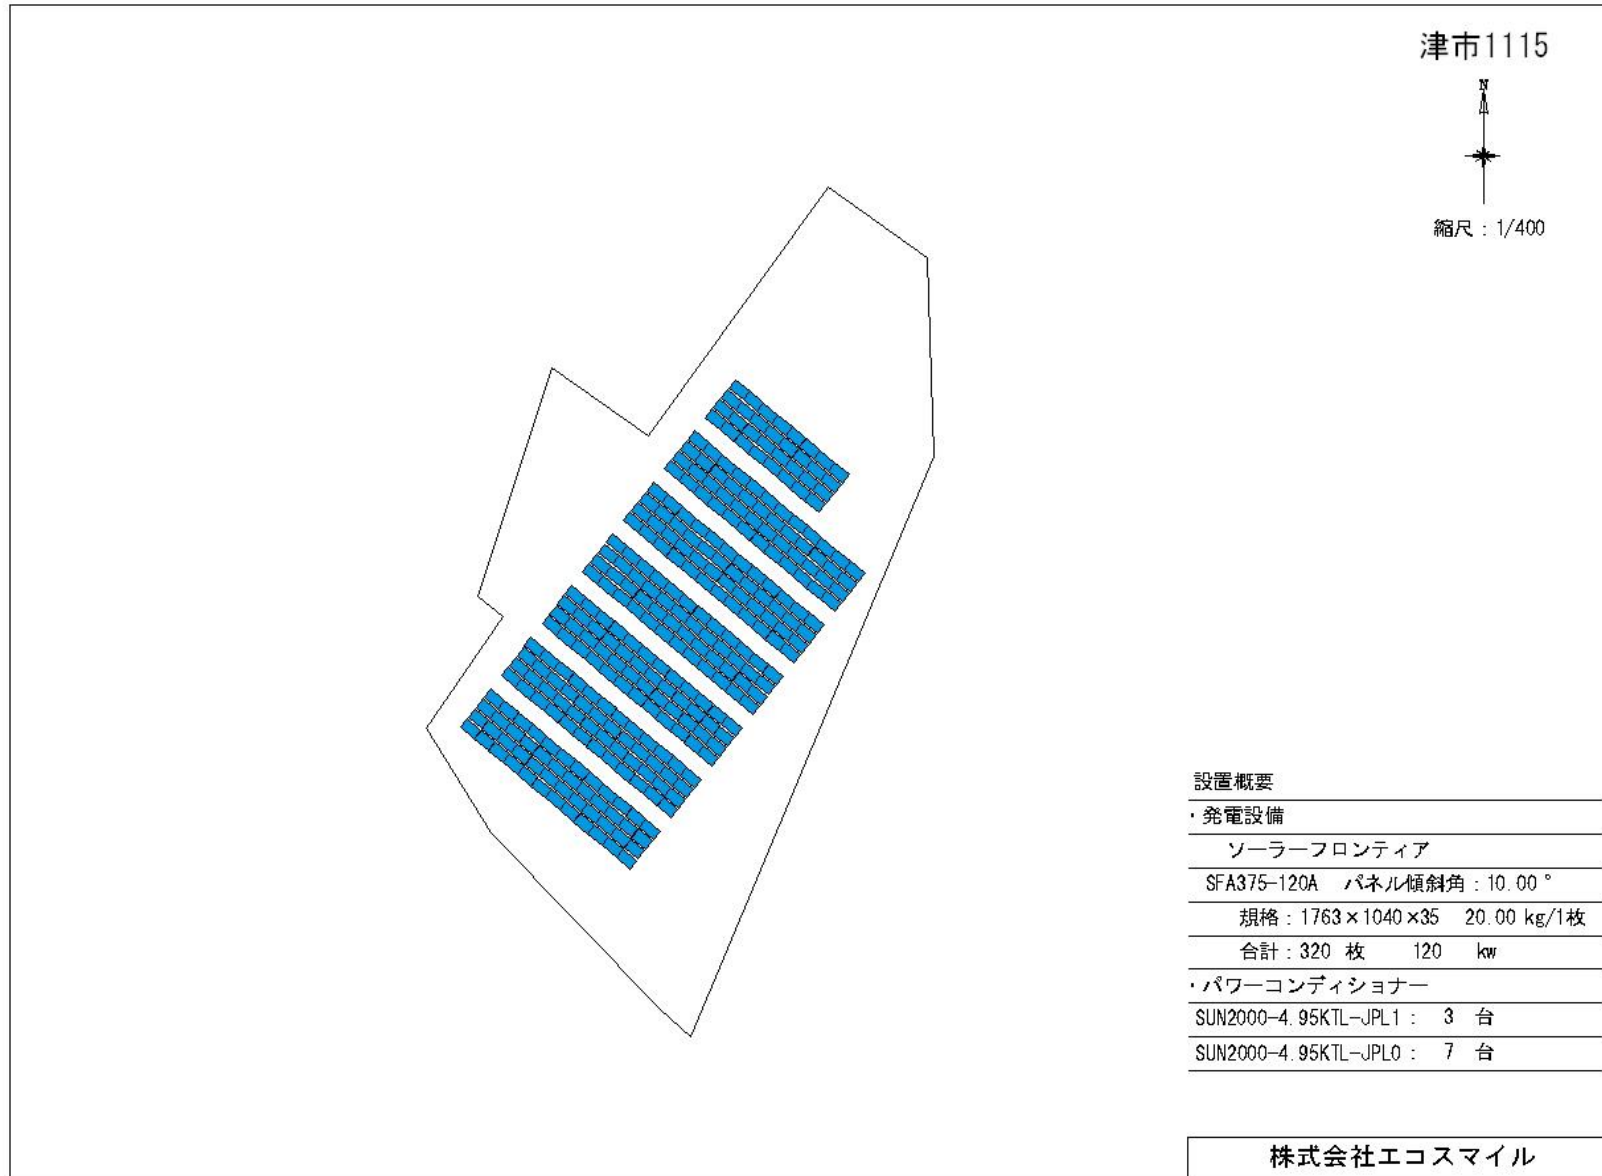 津市1115
N
縮尺：1/400
設置概要
・発電設備
ソーラーフロンティア
SFA375-120A　パネル傾斜角：10.00 °
規格：1763×1040×35　20.00 kg/1枚
合計：320 枚　120　kw
・パワーコンディショナー
SUN2000-4.95KTL-JPL1：　3　台
SUN2000-4.95KTL-JPL0：　7　台
株式会社エコスマイル